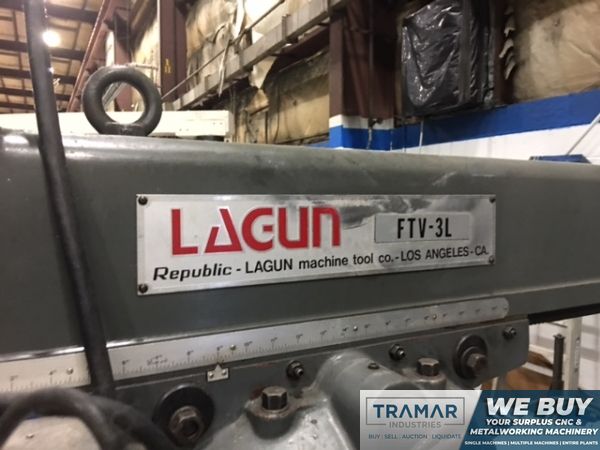 LAGUN
FTV-3L
Republic - LAGUN machine tool co.- LOS ANGELES-CA.
TRAMAR
INDUSTRIES
BUY | SELL | AUCTION | LIQUIDATE
WE BUY
YOUR SURPLUS CNC &
METALWORKING MACHINERY
SINGLE MACHINES | MULTIPLE MACHINES | ENTIRE PLANTS